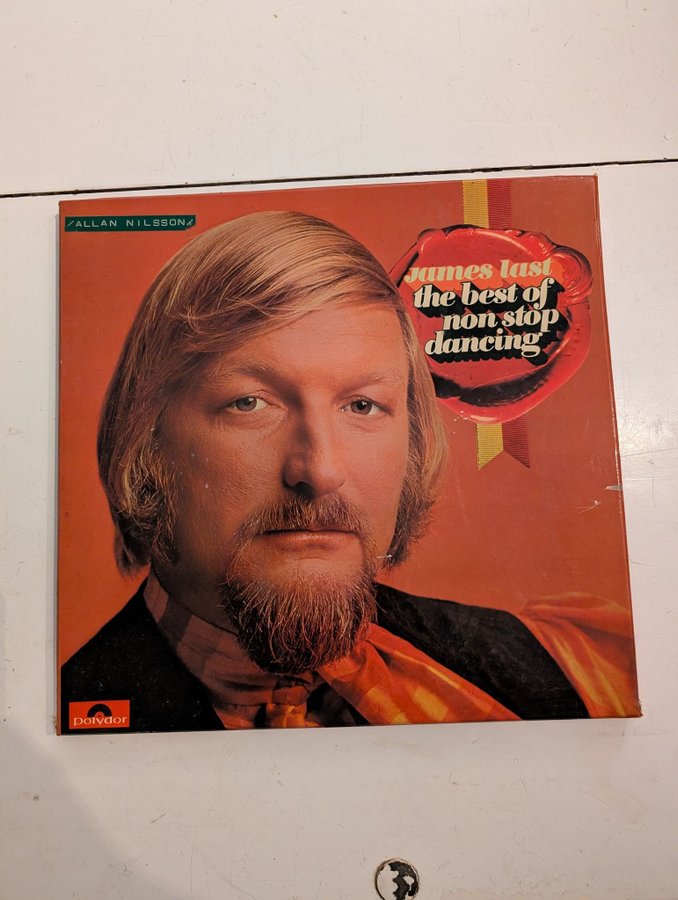 ALLAN NILSSON
James last
the best of
non stop
dancing
polydor